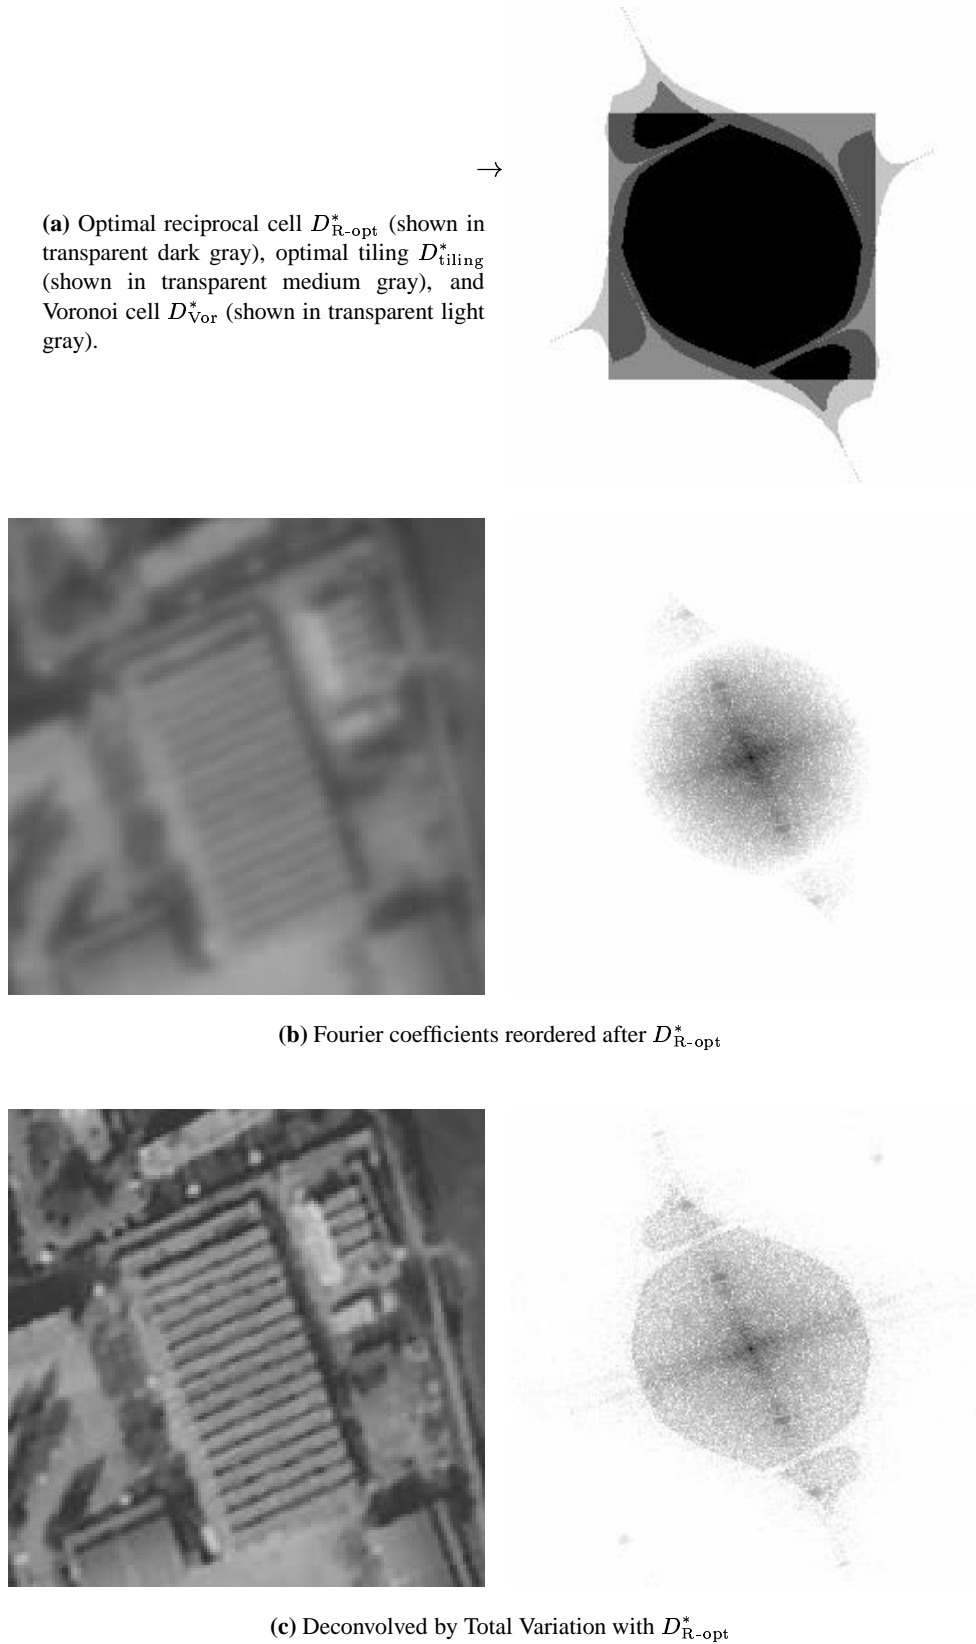 →
(a) Optimal reciprocal cell D*R-opt (shown in
transparent dark gray), optimal tiling D*tiling
(shown in transparent medium gray), and
Voronoi cell D*Vor (shown in transparent light
gray).
(b) Fourier coefficients reordered after D*R-opt
(c) Deconvolved by Total Variation with D*R-opt